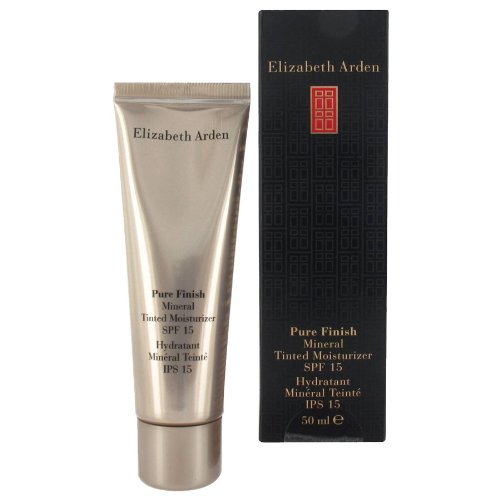 Elizabeth Arden
Pure Finish
Mineral
Tinted Moisturizer
SPF 15
Hydratant
Minéral Teinté
IPS 15
Elizabeth Arden
Pure Finish
Mineral
Tinted Moisturizer
SPF 15
Hydratant
Minéral Teinté
IPS 15
50 ml ℮